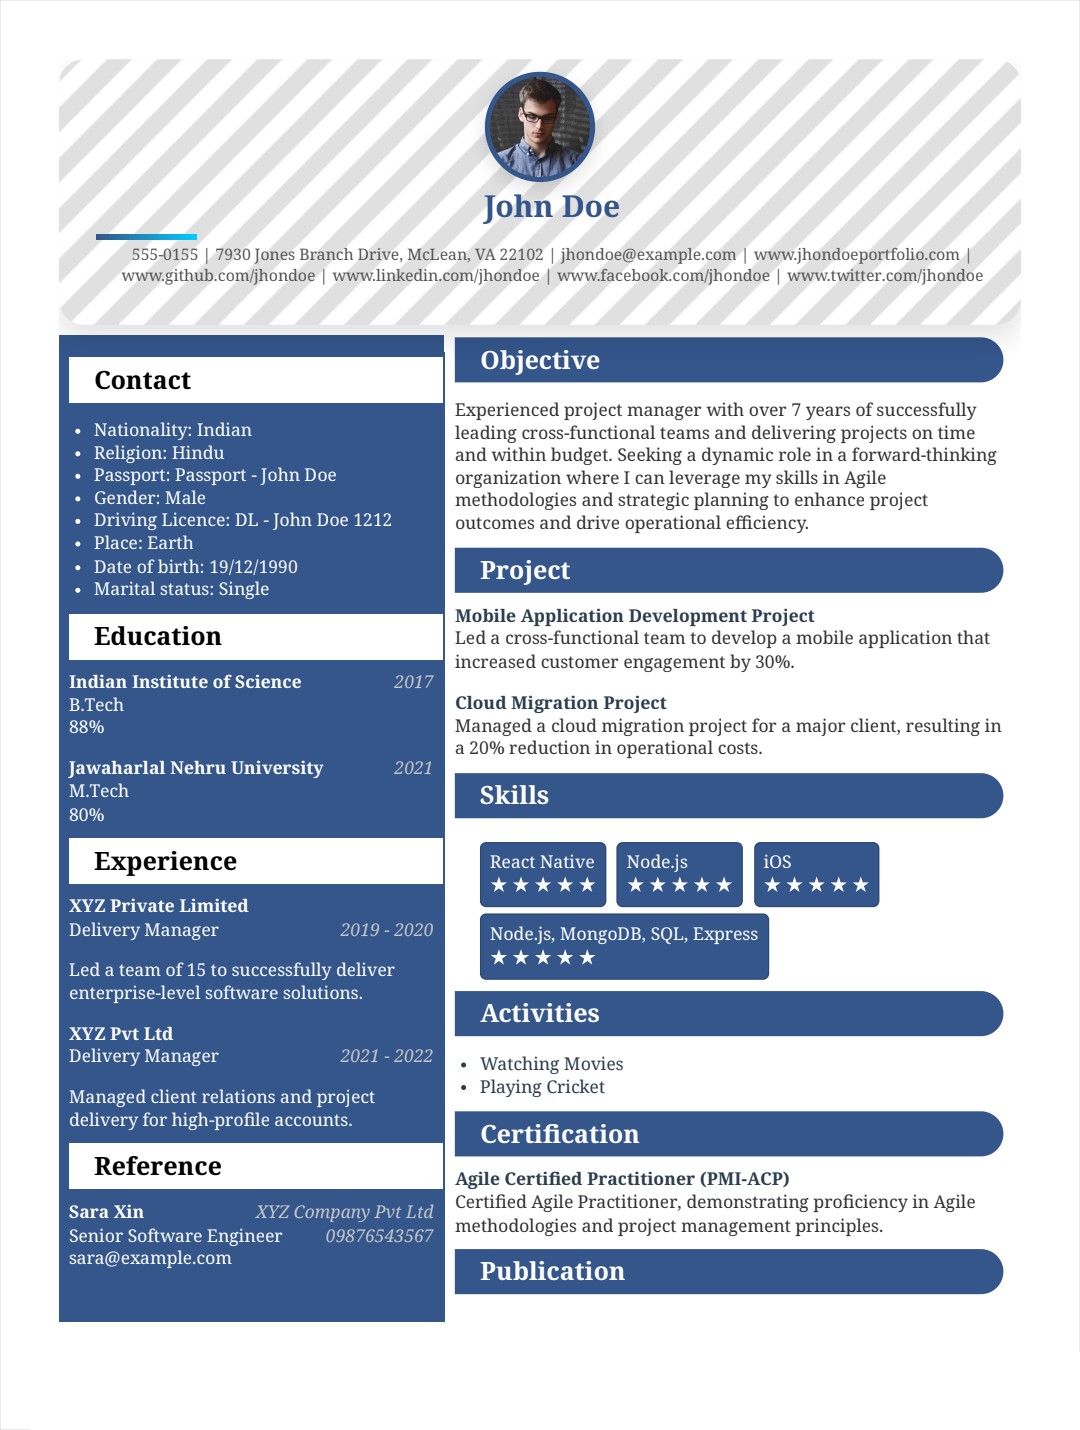 John Doe
555-0155 | 7930 Jones Branch Drive, McLean, VA 22102 | jhondoe@example.com | www.jhondoeportfolio.com |
www.github.com/jhondoe | www.linkedin.com/jhondoe | www.facebook.com/jhondoe | www.twitter.com/jhondoe
Contact
• Nationality: Indian
• Religion: Hindu
• Passport: Passport - John Doe
• Gender: Male
• Driving Licence: DL - John Doe 1212
• Place: Earth
• Date of birth: 19/12/1990
• Marital status: Single
Education
Indian Institute of Science 2017
B.Tech
88%
Jawaharlal Nehru University 2021
M.Tech
80%
Experience
XYZ Private Limited
Delivery Manager 2019 - 2020
Led a team of 15 to successfully deliver
enterprise-level software solutions.
XYZ Pvt Ltd
Delivery Manager 2021 - 2022
Managed client relations and project
delivery for high-profile accounts.
Reference
Sara Xin XYZ Company Pvt Ltd
Senior Software Engineer 09876543567
sara@example.com
Objective
Experienced project manager with over 7 years of successfully
leading cross-functional teams and delivering projects on time
and within budget. Seeking a dynamic role in a forward-thinking
organization where I can leverage my skills in Agile
methodologies and strategic planning to enhance project
outcomes and drive operational efficiency.
Project
Mobile Application Development Project
Led a cross-functional team to develop a mobile application that
increased customer engagement by 30%.
Cloud Migration Project
Managed a cloud migration project for a major client, resulting in
a 20% reduction in operational costs.
Skills
React Native Node.js iOS
★★★★★ ★★★★★ ★★★★★
Node.js, MongoDB, SQL, Express
★★★★★
Activities
• Watching Movies
• Playing Cricket
Certification
Agile Certified Practitioner (PMI-ACP)
Certified Agile Practitioner, demonstrating proficiency in Agile
methodologies and project management principles.
Publication